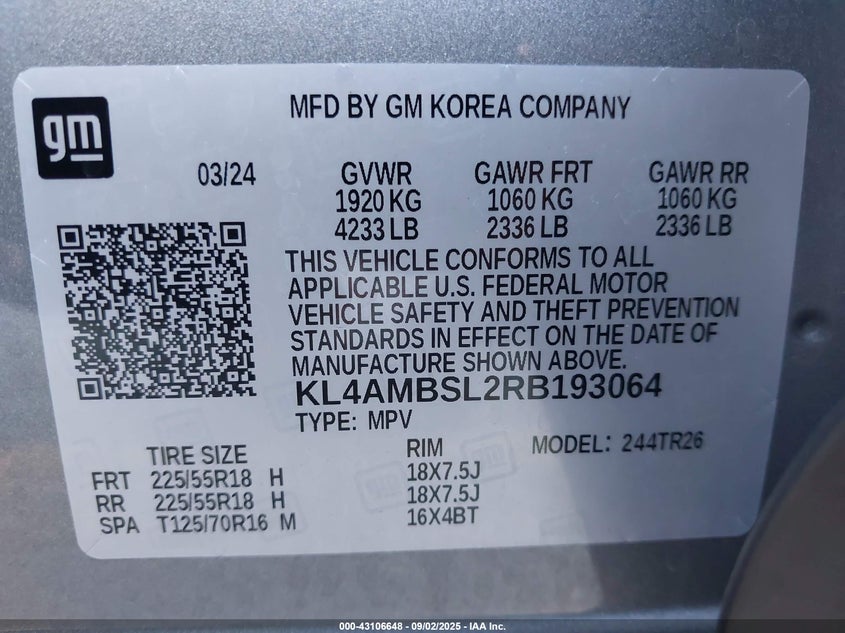 gm
MFD BY GM KOREA COMPANY
03/24 GVWR GAWR FRT GAWR RR
1920 KG 1060 KG 1060 KG
4233 LB 2336 LB 2336 LB
THIS VEHICLE CONFORMS TO ALL
APPLICABLE U.S. FEDERAL MOTOR
VEHICLE SAFETY AND THEFT PREVENTION
STANDARDS IN EFFECT ON THE DATE OF
MANUFACTURE SHOWN ABOVE.
KL4AMBSL2RB193064
TYPE: MPV
TIRE SIZE RIM MODEL: 244TR26
FRT 225/55R18 H 18X7.5J
RR 225/55R18 H 18X7.5J
SPA T125/70R16 M 16X4BT
000-43106648 - 09/02/2025 - IAA Inc.